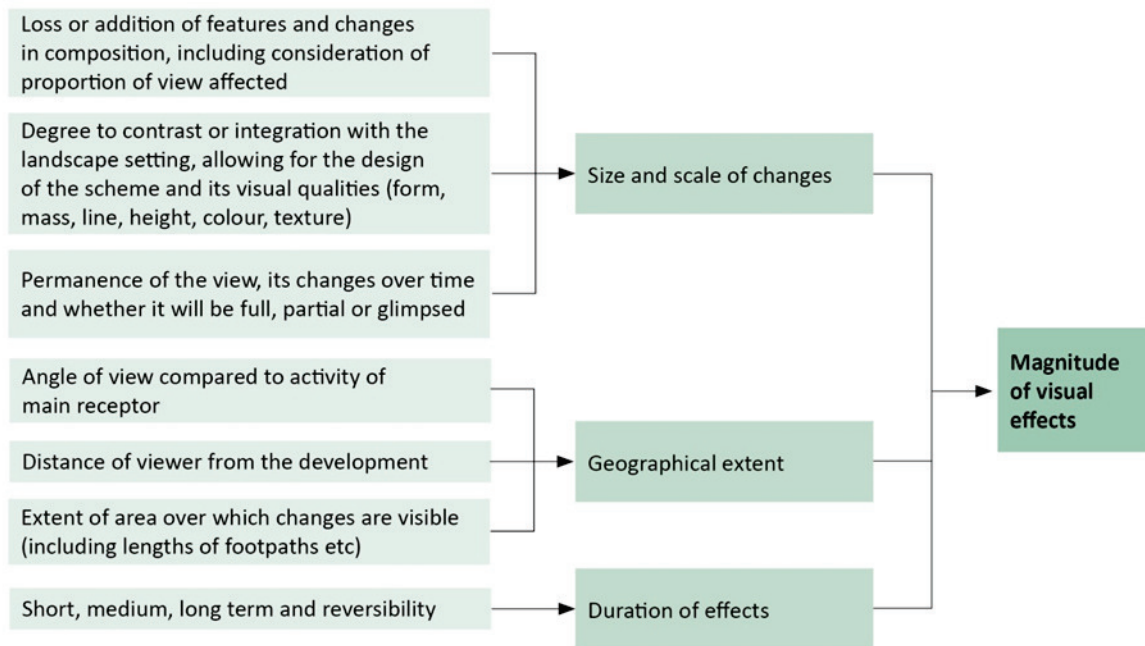 Loss or addition of features and changes
in composition, including consideration of
proportion of view affected
Degree to contrast or integration with the
landscape setting, allowing for the design
of the scheme and its visual qualities (form,
mass, line, height, colour, texture)
Permanence of the view, its changes over time
and whether it will be full, partial or glimpsed
Size and scale of changes
Angle of view compared to activity of
main receptor
Distance of viewer from the development
Extent of area over which changes are visible
(including lengths of footpaths etc)
Geographical extent
Short, medium, long term and reversibility
Duration of effects
Magnitude
of visual
effects